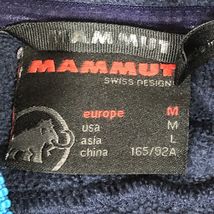 MAMMUT
MAMMUT
SWISS DESIGN
europe M
usa M
asia L
china 165/92A